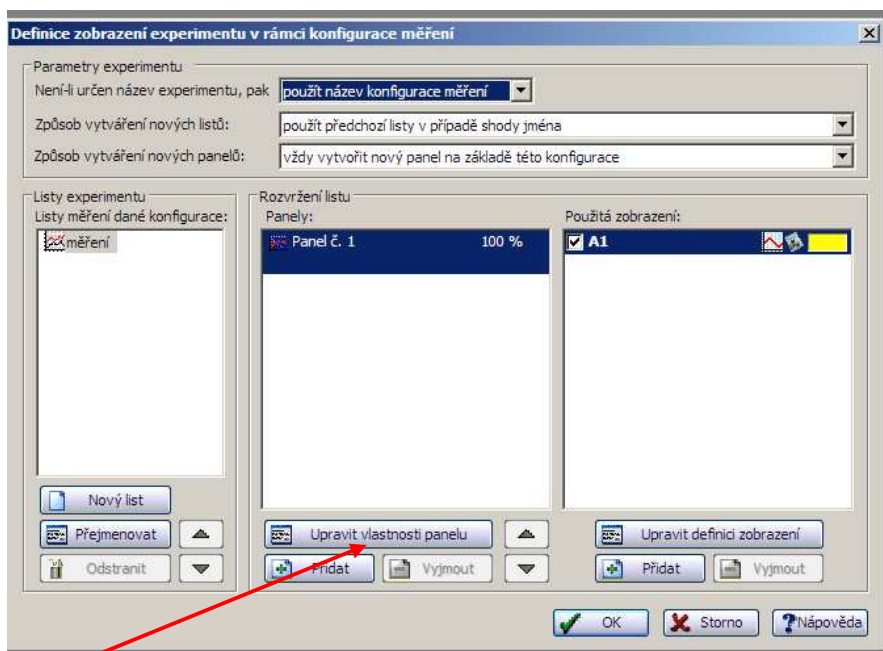 Definice zobrazení experimentu v rámci konfigurace měření
Parametry experimentu
Není-li určen název experimentu, pak použít název konfigurace měření
Způsob vytváření nových listů: použít předchozí listy v případě shody jména
Způsob vytváření nových panelů: vždy vytvořit nový panel na základě této konfigurace
Listy experimentu
Listy měření dané konfigurace:
měření
Nový list
Přejmenovat
Odstranit
Rozvržení listu
Panely:
Panel č. 1 100 %
Upravit vlastnosti panelu
Přidat Vyjmout
Použitá zobrazení:
A1
Upravit definici zobrazení
Přidat Vyjmout
OK Storno Nápověda